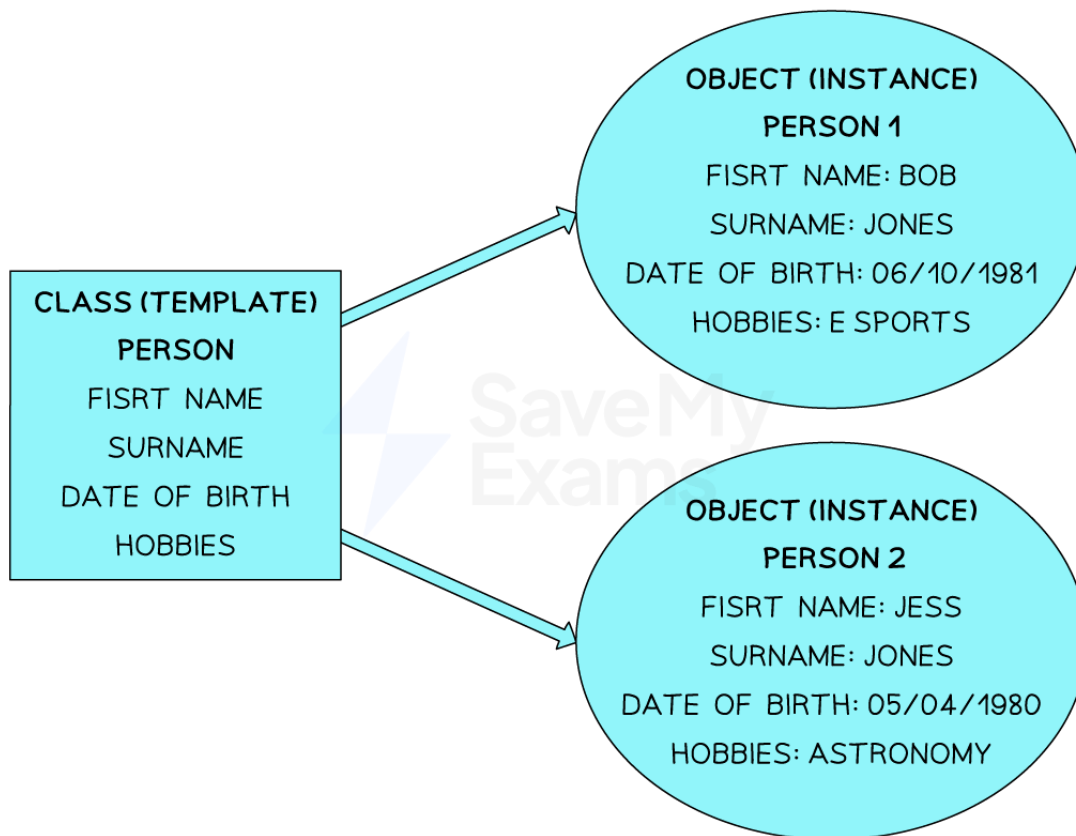 CLASS (TEMPLATE)
PERSON
FISRT NAME
SURNAME
DATE OF BIRTH
HOBBIES
OBJECT (INSTANCE)
PERSON 1
FISRT NAME: BOB
SURNAME: JONES
DATE OF BIRTH: 06/10/1981
HOBBIES: E SPORTS
SaveMy
Exams
OBJECT (INSTANCE)
PERSON 2
FISRT NAME: JESS
SURNAME: JONES
DATE OF BIRTH: 05/04/1980
HOBBIES: ASTRONOMY